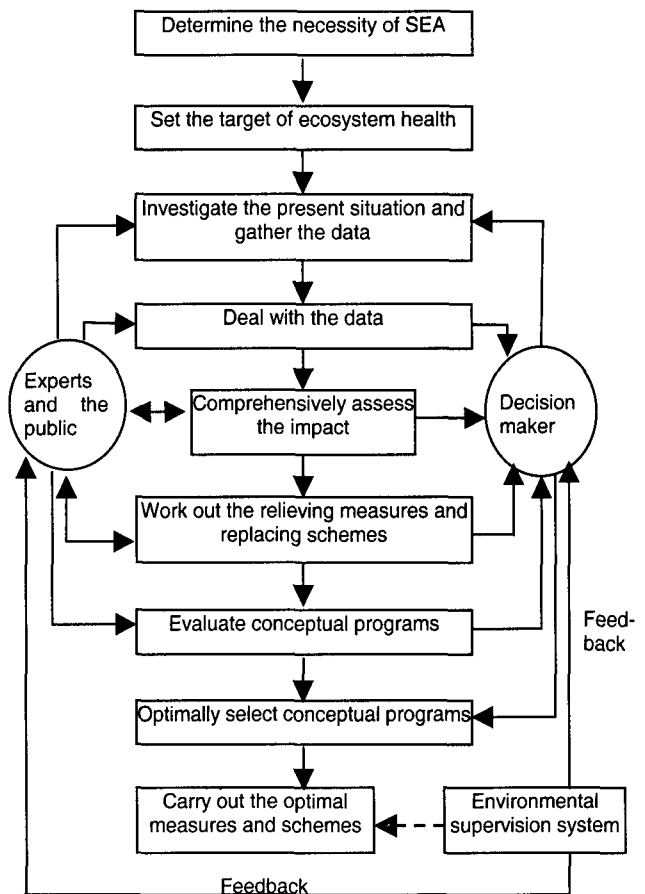 Determine the necessity of SEA
Set the target of ecosystem health
Investigate the present situation and
gather the data
Deal with the data
Experts
and the
public
Comprehensively assess
the impact
Decision
maker
Work out the relieving measures and
replacing schemes
Evaluate conceptual programs
Feed-
back
Optimally select conceptual programs
Carry out the optimal
measures and schemes
Environmental
supervision system
Feedback